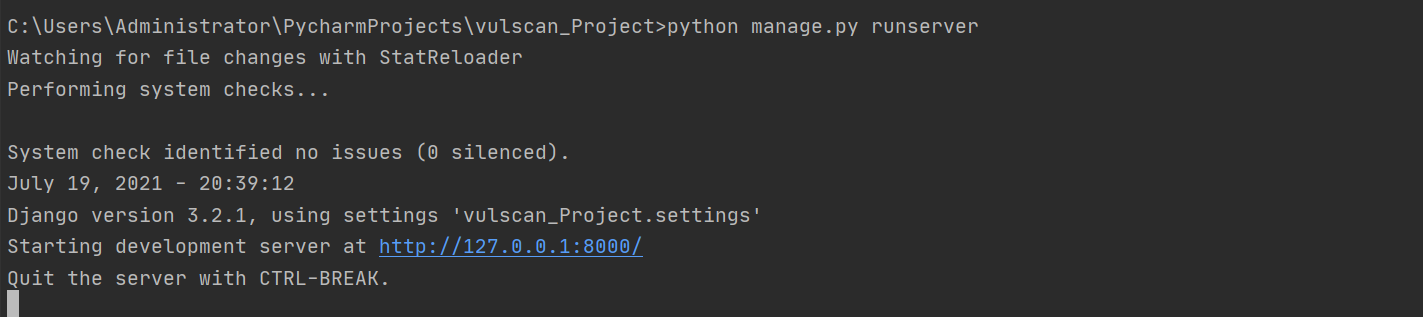 C:\Users\Administrator\PycharmProjects\vulscan_Project>python manage.py runserver
Watching for file changes with StatReloader
Performing system checks...
System check identified no issues (0 silenced).
July 19, 2021 - 20:39:12
Django version 3.2.1, using settings 'vulscan_Project.settings'
Starting development server at http://127.0.0.1:8000/
Quit the server with CTRL-BREAK.